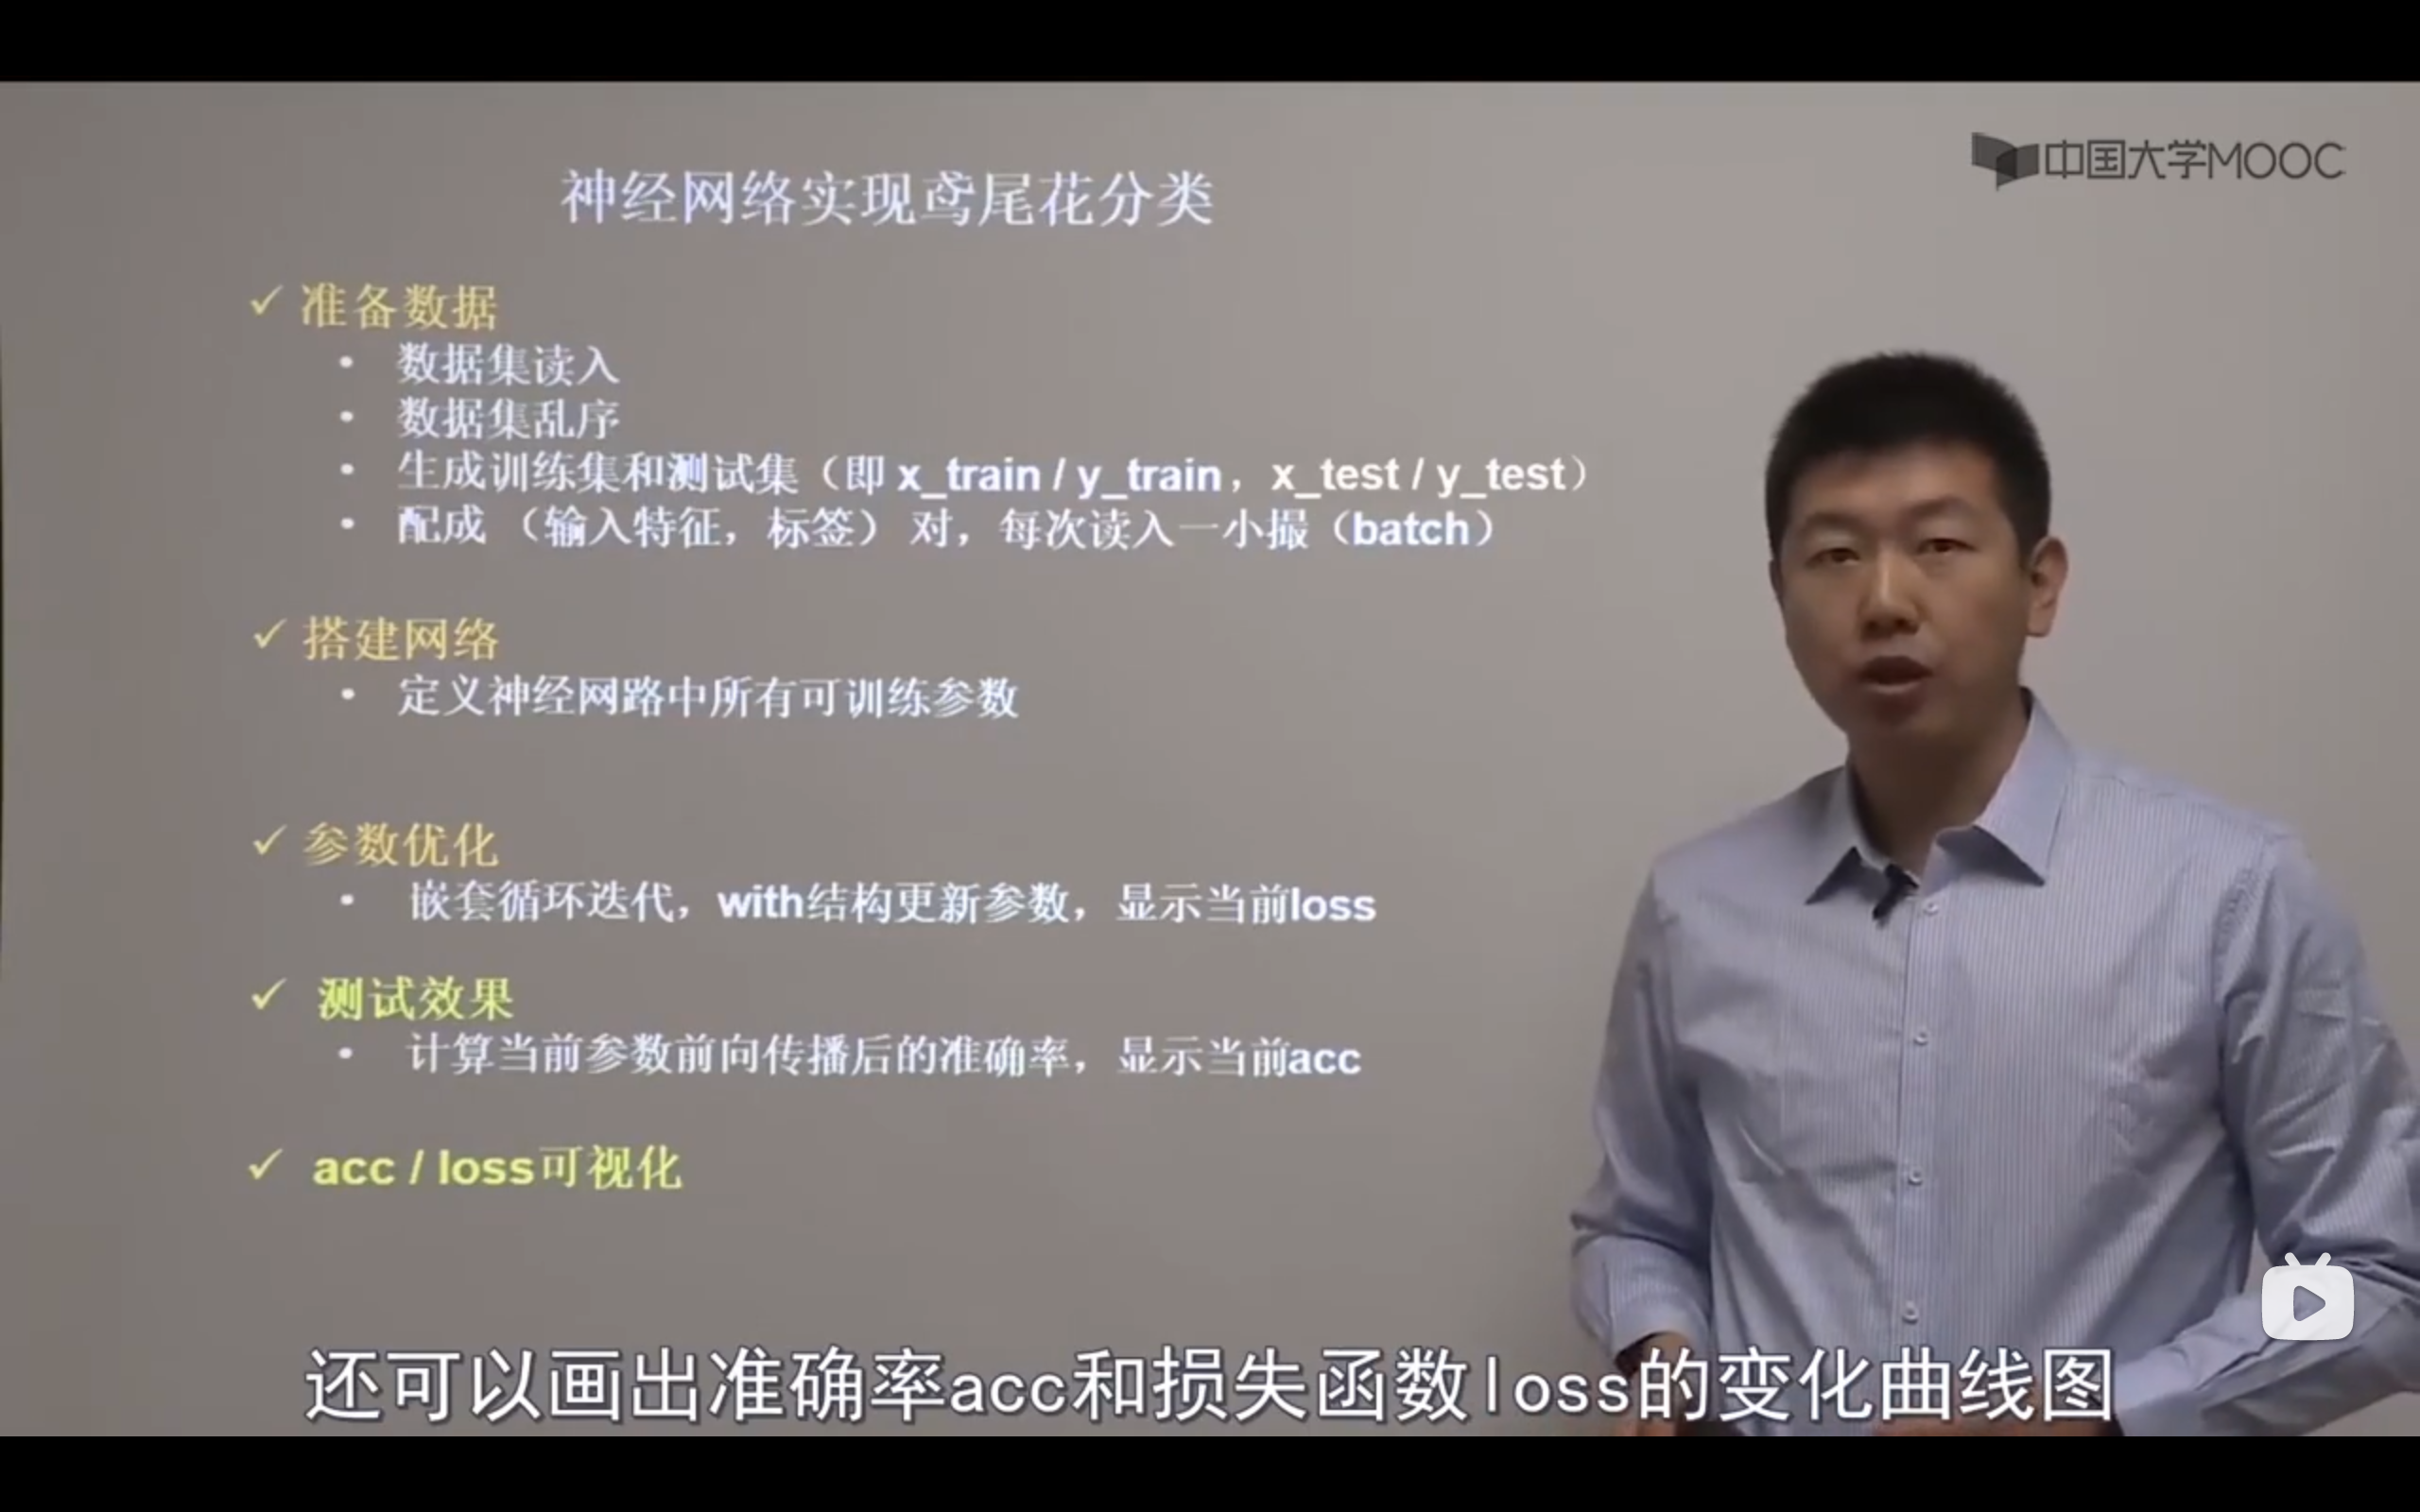 中国大学MOOC
神经网络实现鸢尾花分类
✓ 准备数据
• 数据集读入
• 数据集乱序
• 生成训练集和测试集（即 x_train / y_train，x_test / y_test）
• 配成 （输入特征，标签） 对，每次读入一小撮（batch）
✓ 搭建网络
• 定义神经网路中所有可训练参数
✓ 参数优化
• 嵌套循环迭代，with结构更新参数，显示当前loss
✓ 测试效果
• 计算当前参数前向传播后的准确率，显示当前acc
✓ acc / loss可视化
还可以画出准确率acc和损失函数loss的变化曲线图